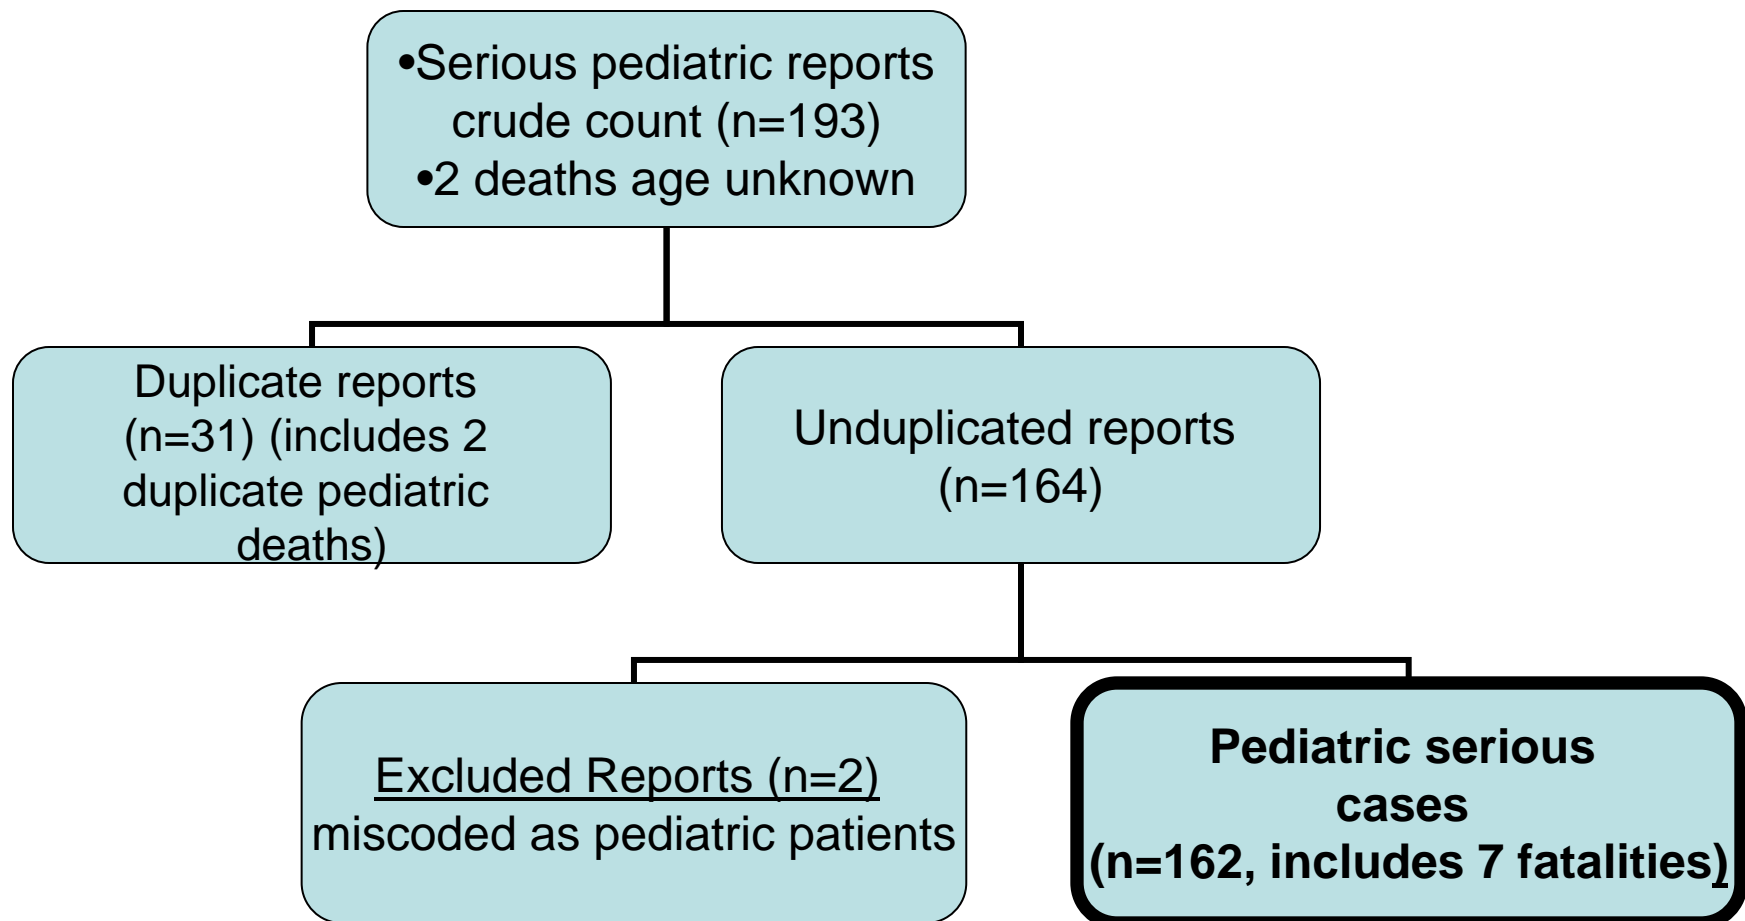 •Serious pediatric reports
crude count (n=193)
•2 deaths age unknown
Duplicate reports
(n=31) (includes 2
duplicate pediatric
deaths)
Unduplicated reports
(n=164)
Excluded Reports (n=2)
miscoded as pediatric patients
Pediatric serious
cases
(n=162, includes 7 fatalities)